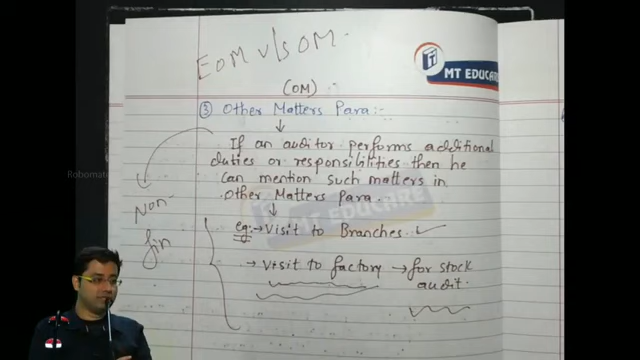 EOM v/s OM.
MT EDUCARE
(OM)
③ Other Matters Para :-
↓
If an auditor performs additional
duties or responsibilities then he
can mention such matters in
Other Matters Para.
↓
eg:→ Visit to Branches. ✓
→ Visit to factory → for stock
audit.
Non-
fin
MT EDUCARE